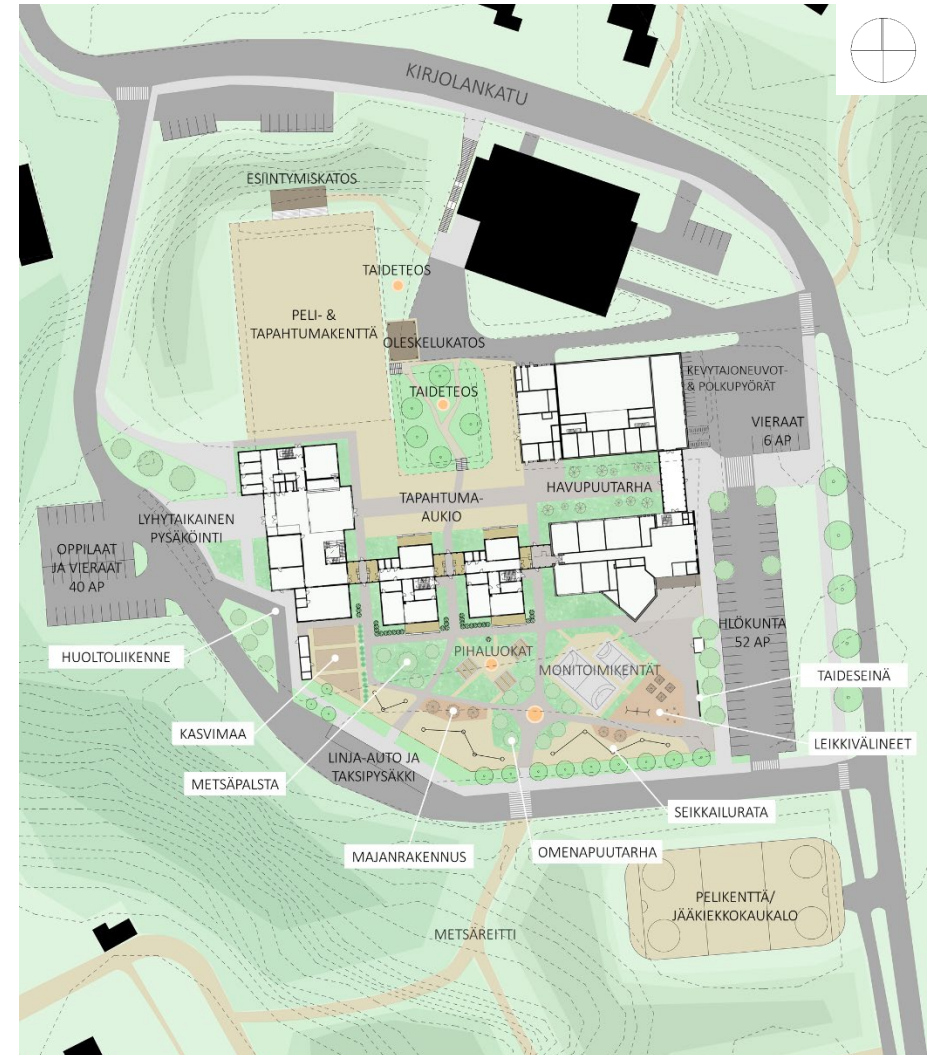 KIRJOLANKATU
ESIINTYMISKATOS
TAIDETEOS
PELI- &
TAPAHTUMAKENTTÄ
OLESKELUKATOS
TAIDETEOS
KEVYTAJONEUVOT-
& POLKUPYÖRÄT
VIERAAT
6 AP
HAVUPUUTARHA
TAPAHTUMA-
AUKIO
LYHYTAIKAINEN
PYSÄKÖINTI
OPPILAAT
JA VIERAAT
40 AP
HLÖKUNTA
52 AP
HUOLTOLIIKENNE
PIHALUOKAT
MONITOIMIKENTÄT
TAIDESEINÄ
KASVIMAA
LEIKKIVÄLINEET
METSÄPALSTA
LINJA-AUTO JA
TAKSIPYSÄKKI
SEIKKAILURATA
MAJANRAKENNUS
OMENAPUUTARHA
PELIKENTTÄ/
JÄÄKIEKKOKAUKALO
METSÄREITTI